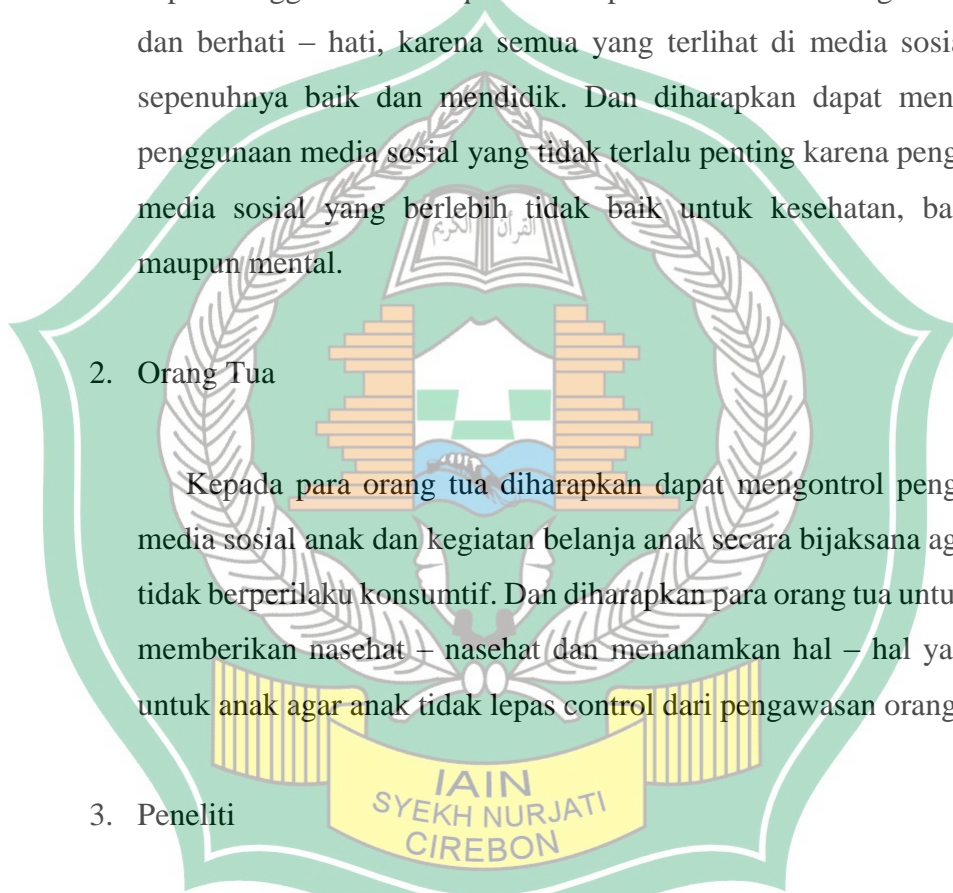 dan berhati – hati, karena semua yang terlihat di media sosia
sepenuhnya baik dan mendidik. Dan diharapkan dapat men
penggunaan media sosial yang tidak terlalu penting karena peng
media sosial yang berlebih tidak baik untuk kesehatan, ba
القرآن الكريم
maupun mental.
2. Orang Tua
Kepada para orang tua diharapkan dapat mengontrol peng
media sosial anak dan kegiatan belanja anak secara bijaksana ag
tidak berperilaku konsumtif. Dan diharapkan para orang tua untu
memberikan nasehat – nasehat dan menanamkan hal – hal ya
untuk anak agar anak tidak lepas control dari pengawasan orang
IAIN
SYEKH NURJATI
CIREBON
3. Peneliti